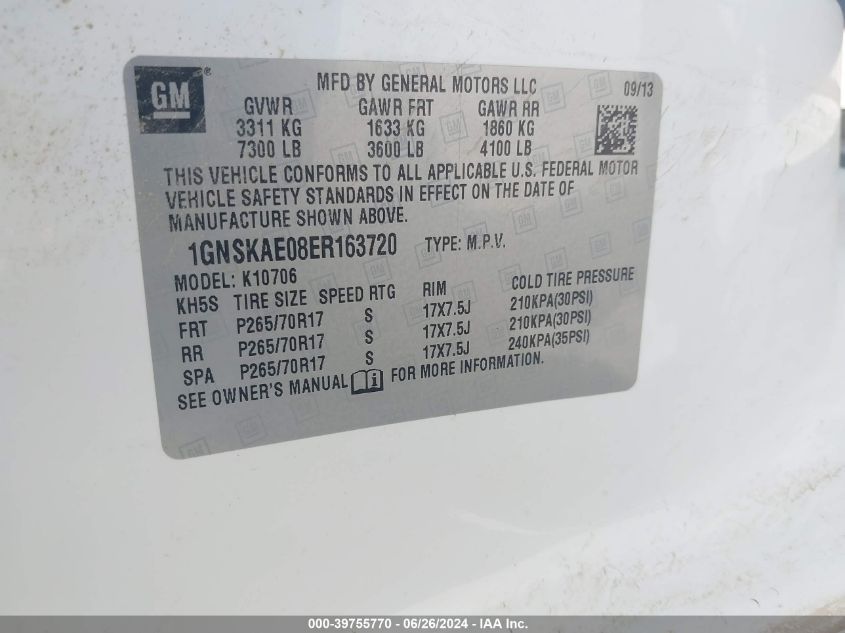 GM® MFD BY GENERAL MOTORS LLC 09/13
GVWR GAWR FRT GAWR RR
3311 KG 1633 KG 1860 KG
7300 LB 3600 LB 4100 LB
THIS VEHICLE CONFORMS TO ALL APPLICABLE U.S. FEDERAL MOTOR
VEHICLE SAFETY STANDARDS IN EFFECT ON THE DATE OF
MANUFACTURE SHOWN ABOVE.
1GNSKAE08ER163720 TYPE: M.P.V.
MODEL: K10706
KH5S TIRE SIZE SPEED RTG RIM COLD TIRE PRESSURE
FRT P265/70R17 S 17X7.5J 210KPA(30PSI)
RR P265/70R17 S 17X7.5J 210KPA(30PSI)
SPA P265/70R17 S 17X7.5J 240KPA(35PSI)
SEE OWNER'S MANUAL FOR MORE INFORMATION.
000-39755770 - 06/26/2024 - IAA Inc.